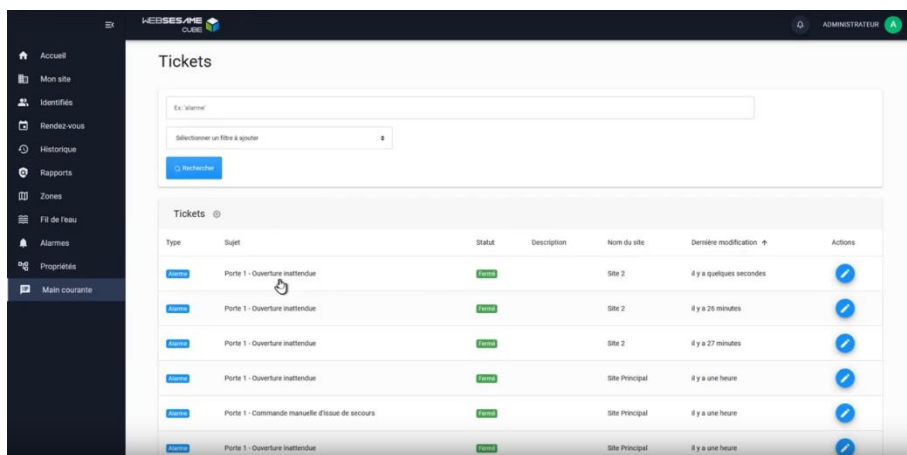 WEBSESAME
CUBE
ADMINISTRATEUR
A
Accueil
Mon site
Identifiés
Rendez-vous
Historique
Rapports
Zones
Fil de l'eau
Alarmes
Propriétés
Main courante
Tickets
Ex: 'alarme'
Sélectionner un filtre à ajouter
Rechercher
Tickets
Type Sujet Statut Description Nom du site Dernière modification Actions
Alarme Porte 1 - Ouverture inattendue Fermé Site 2 il y a quelques secondes
Alarme Porte 1 - Ouverture inattendue Fermé Site 2 il y a 26 minutes
Alarme Porte 1 - Ouverture inattendue Fermé Site 2 il y a 27 minutes
Alarme Porte 1 - Ouverture inattendue Fermé Site Principal il y a une heure
Alarme Porte 1 - Commande manuelle d'issue de secours Fermé Site Principal il y a une heure
Alarme Porte 1 - Ouverture inattendue Fermé Site Principal il y a une heure